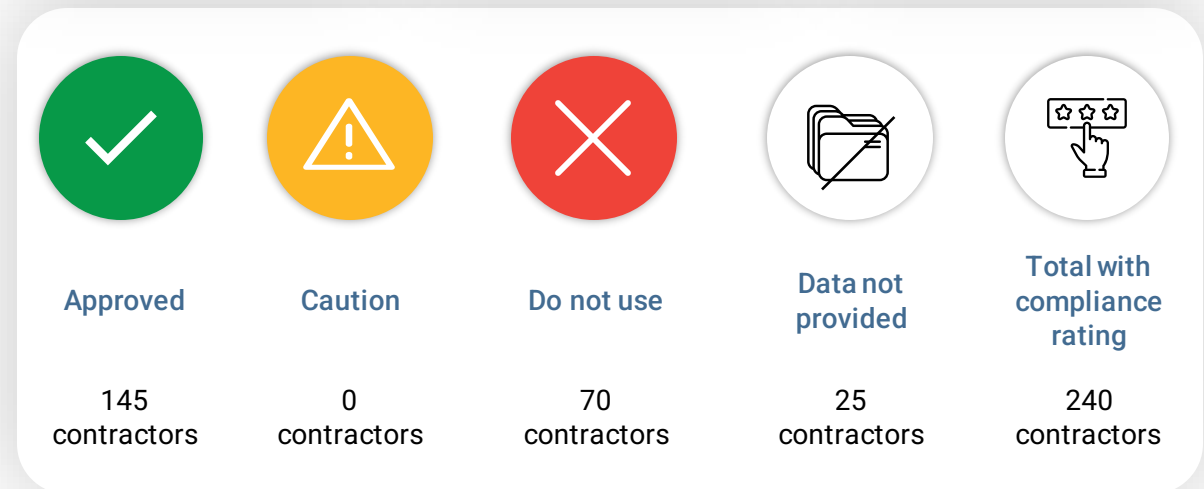 Approved
145
contractors
Caution
0
contractors
Do not use
70
contractors
Data not
provided
25
contractors
Total with
compliance
rating
240
contractors